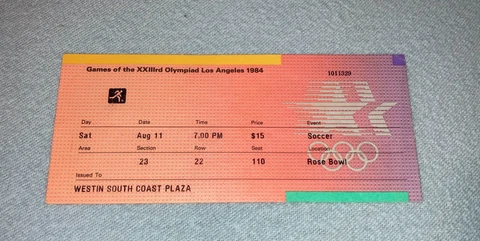 Games of the XXIIIrd Olympiad Los Angeles 1984
1011329
Day Date Time Price Event
Sat Aug 11 7.00 PM $15 Soccer
Area Section Row Seat Location
23 22 110 Rose Bowl
Issued To
WESTIN SOUTH COAST PLAZA